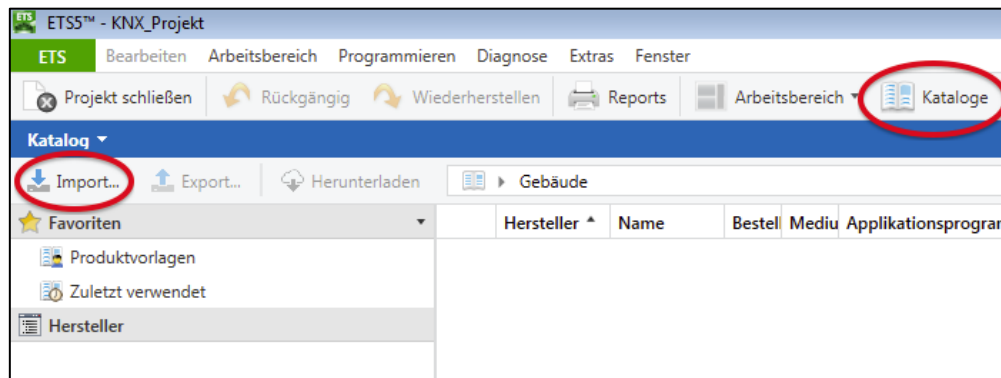 ETS5™ - KNX_Projekt
ETS Bearbeiten Arbeitsbereich Programmieren Diagnose Extras Fenster
Projekt schließen Rückgängig Wiederherstellen Reports Arbeitsbereich Kataloge
Katalog
Import... Export... Herunterladen Gebäude
Favoriten Hersteller Name Bestell Mediu Applikationsprogram
Produktvorlagen
Zuletzt verwendet
Hersteller